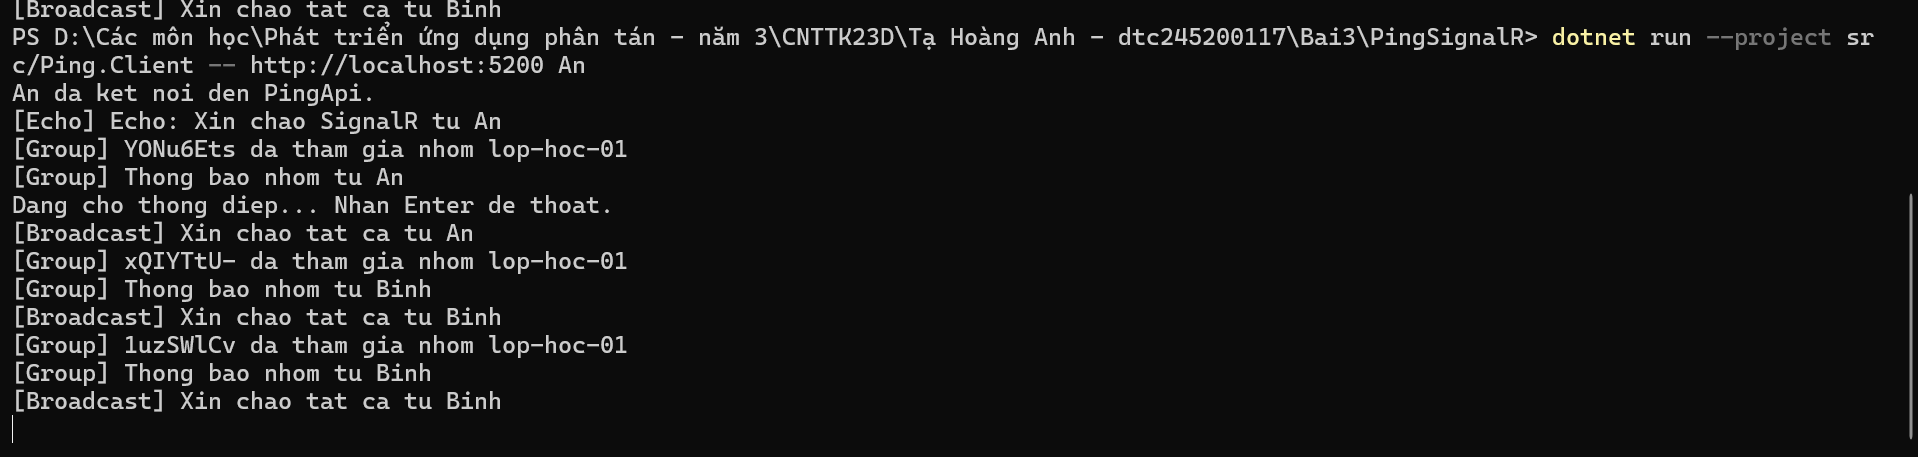 [Broadcast] Xin chao tat ca tu Binh
PS D:\Các môn học\Phát triển ứng dụng phân tán - năm 3\CNTTK23D\Tạ Hoàng Anh - dtc245200117\Bai3\PingSignalR> dotnet run --project sr
c/Ping.Client -- http://localhost:5200 An
An da ket noi den PingApi.
[Echo] Echo: Xin chao SignalR tu An
[Group] YONu6Ets da tham gia nhom lop-hoc-01
[Group] Thong bao nhom tu An
Dang cho thong diep... Nhan Enter de thoat.
[Broadcast] Xin chao tat ca tu An
[Group] xQIYTtU- da tham gia nhom lop-hoc-01
[Group] Thong bao nhom tu Binh
[Broadcast] Xin chao tat ca tu Binh
[Group] 1uzSWlCv da tham gia nhom lop-hoc-01
[Group] Thong bao nhom tu Binh
[Broadcast] Xin chao tat ca tu Binh